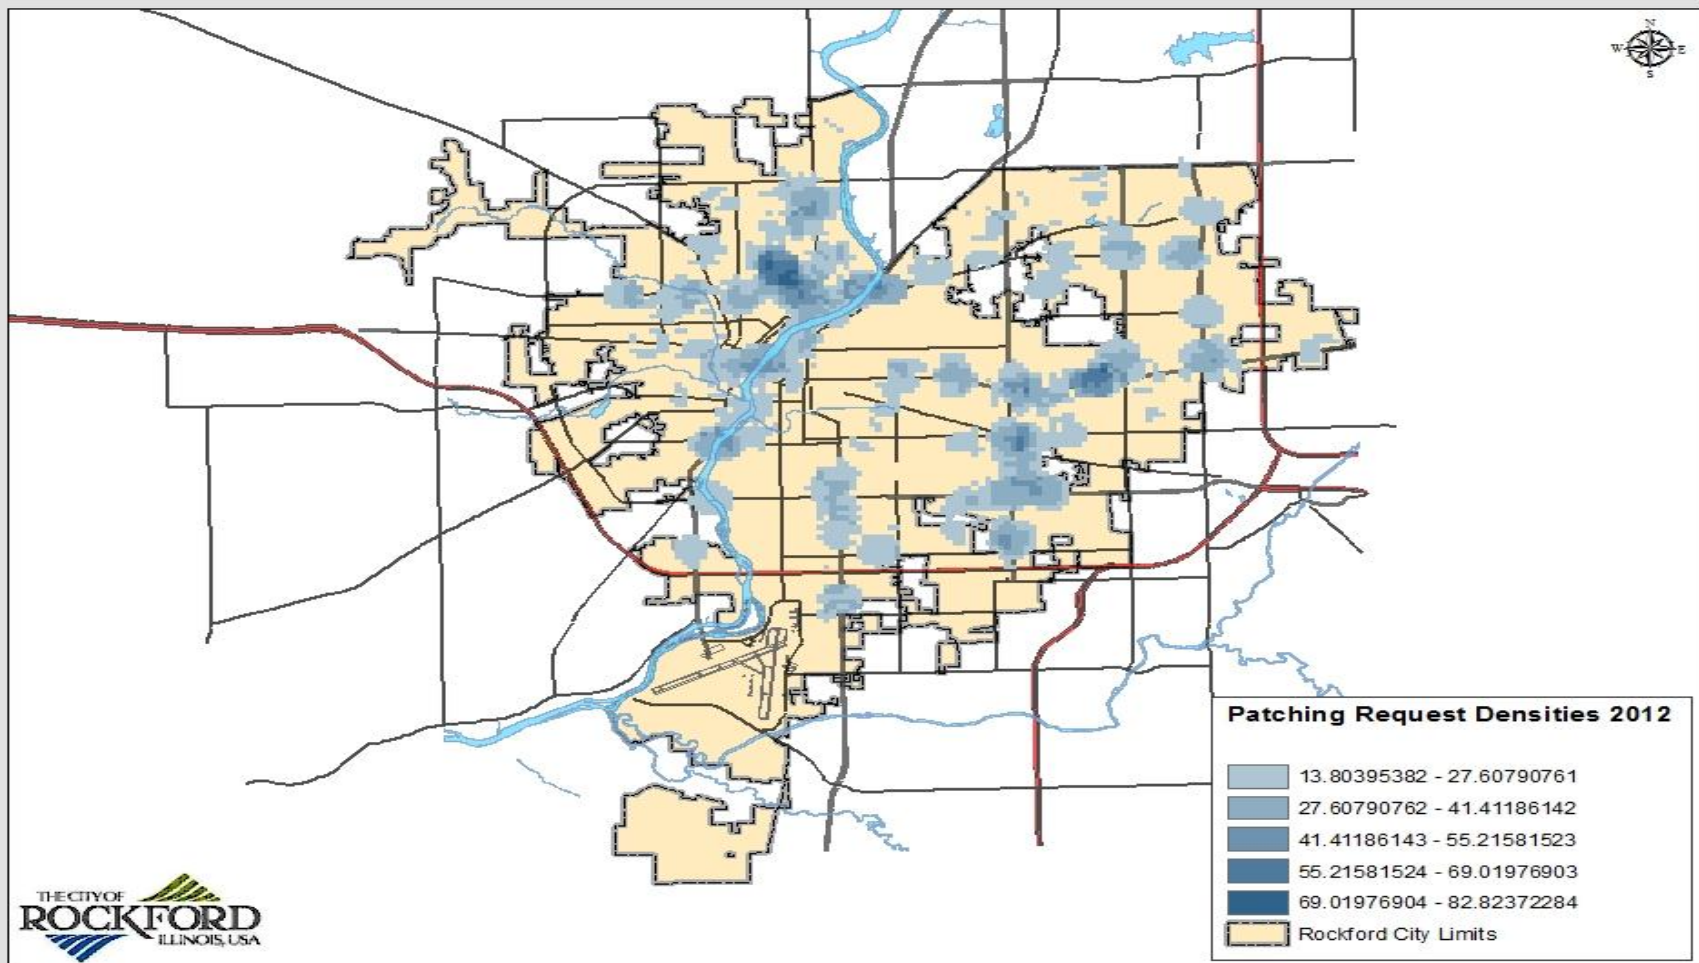 N
W E
S
Patching Request Densities 2012
13.80395382 - 27.60790761
27.60790762 - 41.41186142
41.41186143 - 55.21581523
55.21581524 - 69.01976903
69.01976904 - 82.82372284
Rockford City Limits
THE CITY OF
ROCKFORD
ILLINOIS, USA